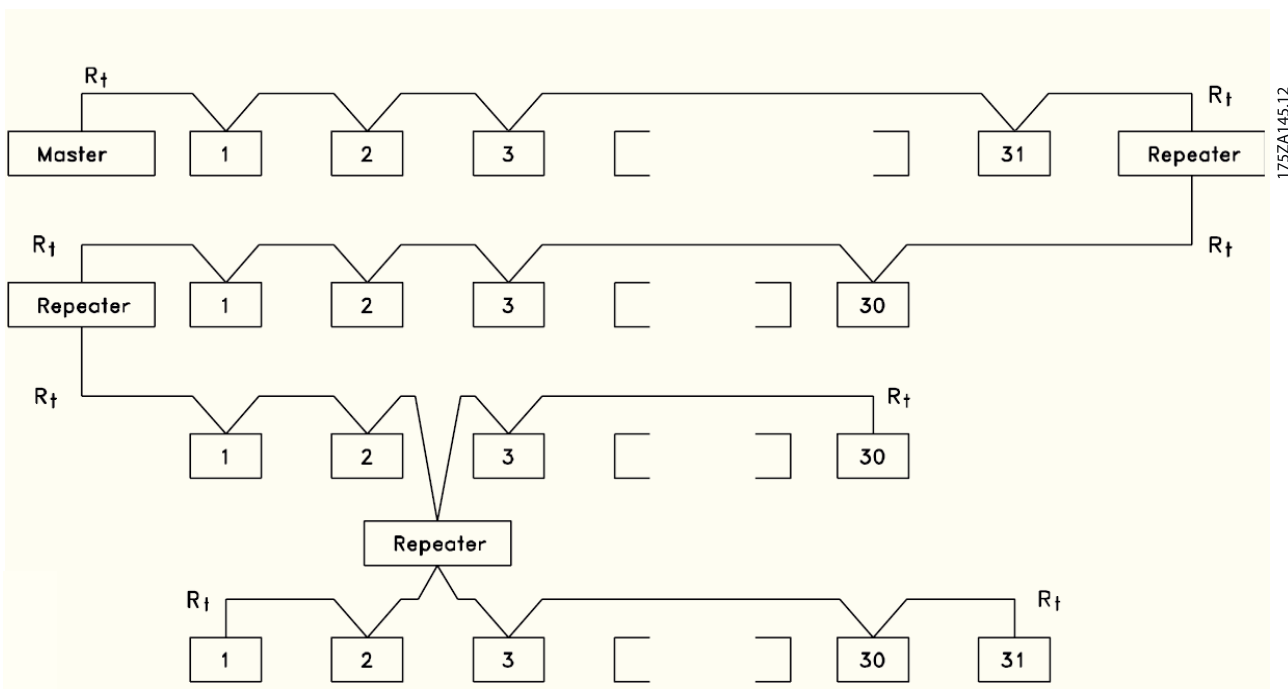 Rt Rt
Master 1 2 3 31 Repeater
175ZA145.12
Rt Rt
Repeater 1 2 3 30
Rt Rt
1 2 3 30
Repeater
Rt Rt
1 2 3 30 31